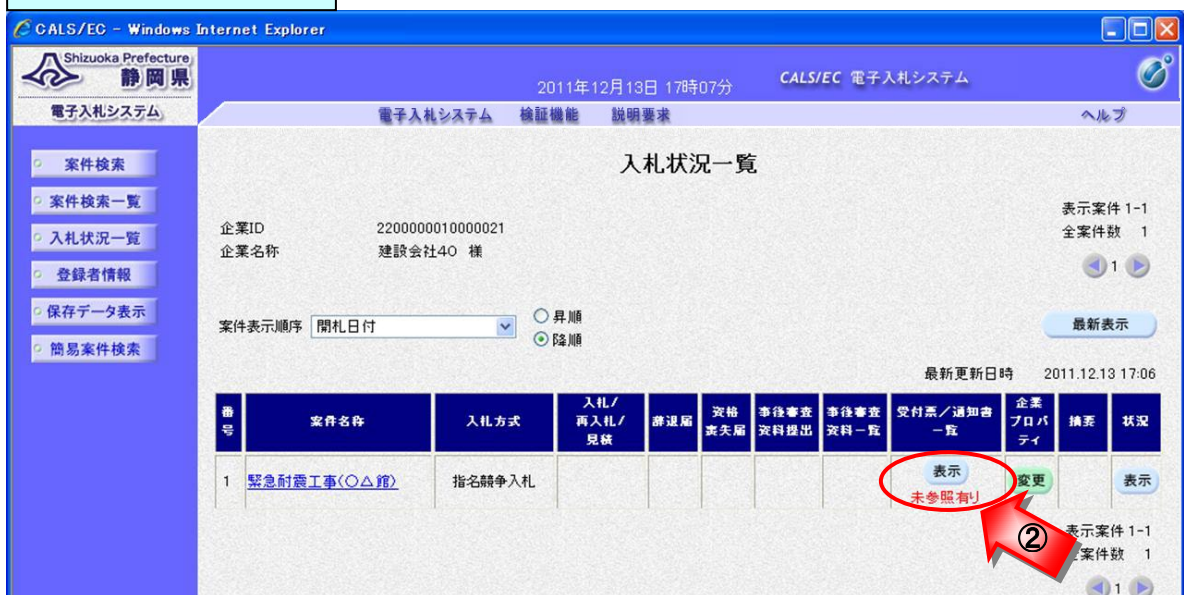 CALS/EC - Windows Internet Explorer
Shizuoka Prefecture
静岡県
電子入札システム
2011年12月13日 17時07分
CALS/EC 電子入札システム
電子入札システム 検証機能 説明要求 ヘルプ
案件検索
案件検索一覧
入札状況一覧
登録者情報
保存データ表示
簡易案件検索
入札状況一覧
企業ID 2200000010000021
企業名称 建設会社40 様
表示案件 1-1
全案件数 1
1
案件表示順序 開札日付
昇順
降順
最新表示
最新更新日時 2011.12.13 17:06
番号 案件名称 入札方式 入札/再入札/見積 辞退届 資格喪失届 事後審査資料提出 事後審査資料一覧 受付票/通知書一覧 企業プロパティ 摘要 状況
1 緊急耐震工事(○△館) 指名競争入札 表示 未参照有り 変更 表示
②
表示案件 1-1
全案件数 1
1